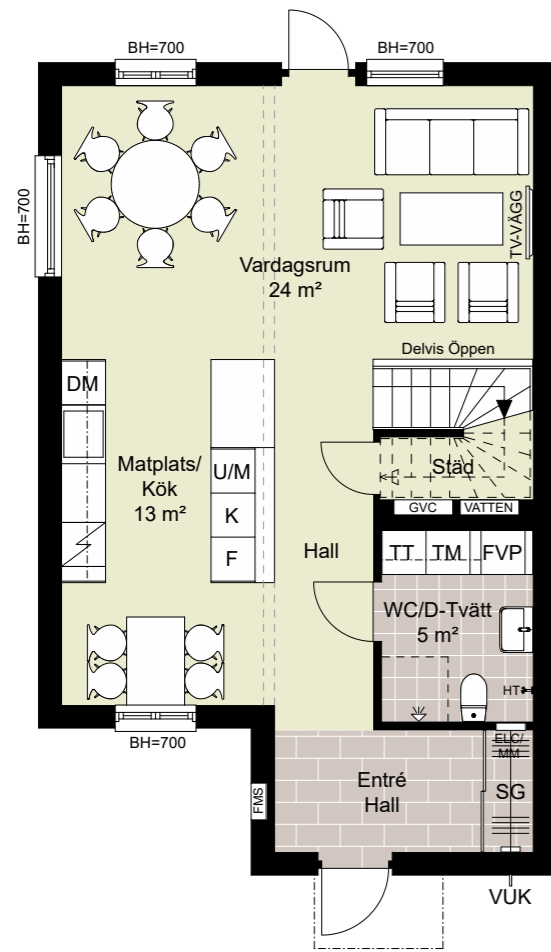 BH=700
BH=700
BH=700
TV-VÄGG
Vardagsrum
24 m²
Delvis Öppen
DM
Matplats/
Kök
13 m²
U/M
K
F
Städ
GVC
VATTEN
Hall
TT
TM
FVP
WC/D-Tvätt
5 m²
HT
BH=700
ELC/
MM
Entré
Hall
SG
FMS
VUK